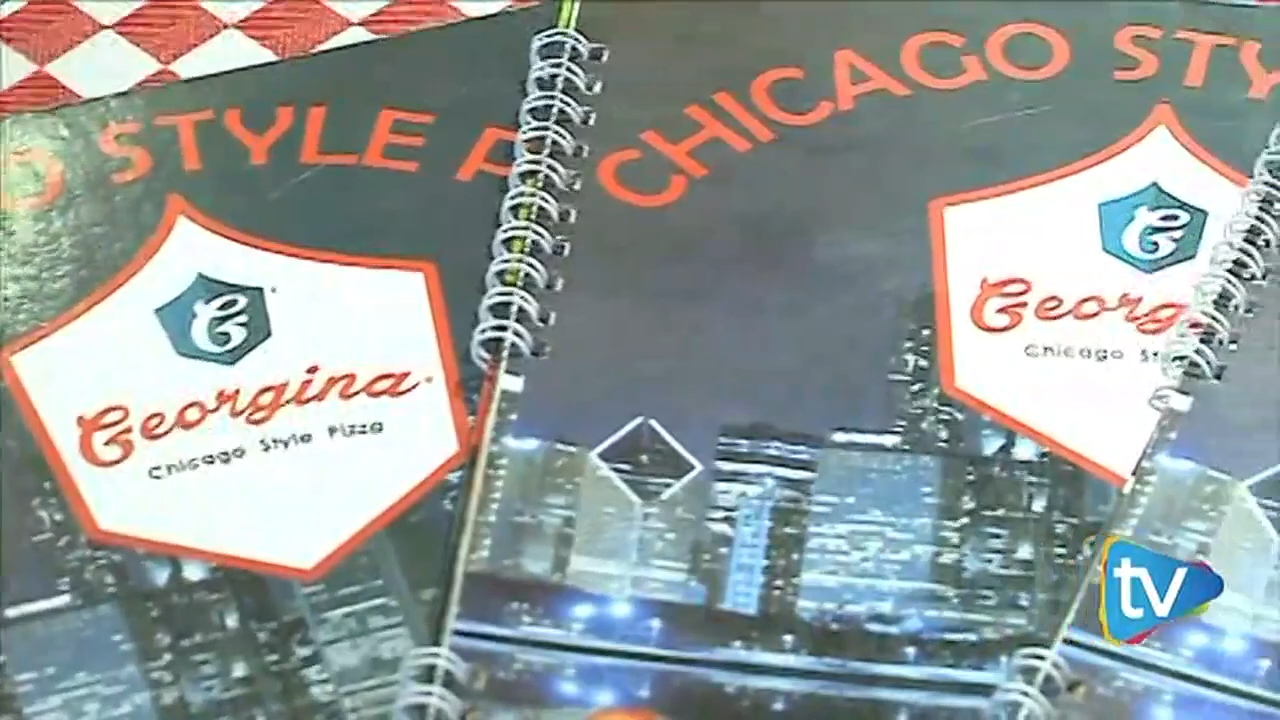 O STYLE P
G
Georgina
Chicago Style Pizza
CHICAGO STY
G
Georg
Chicago St
tv